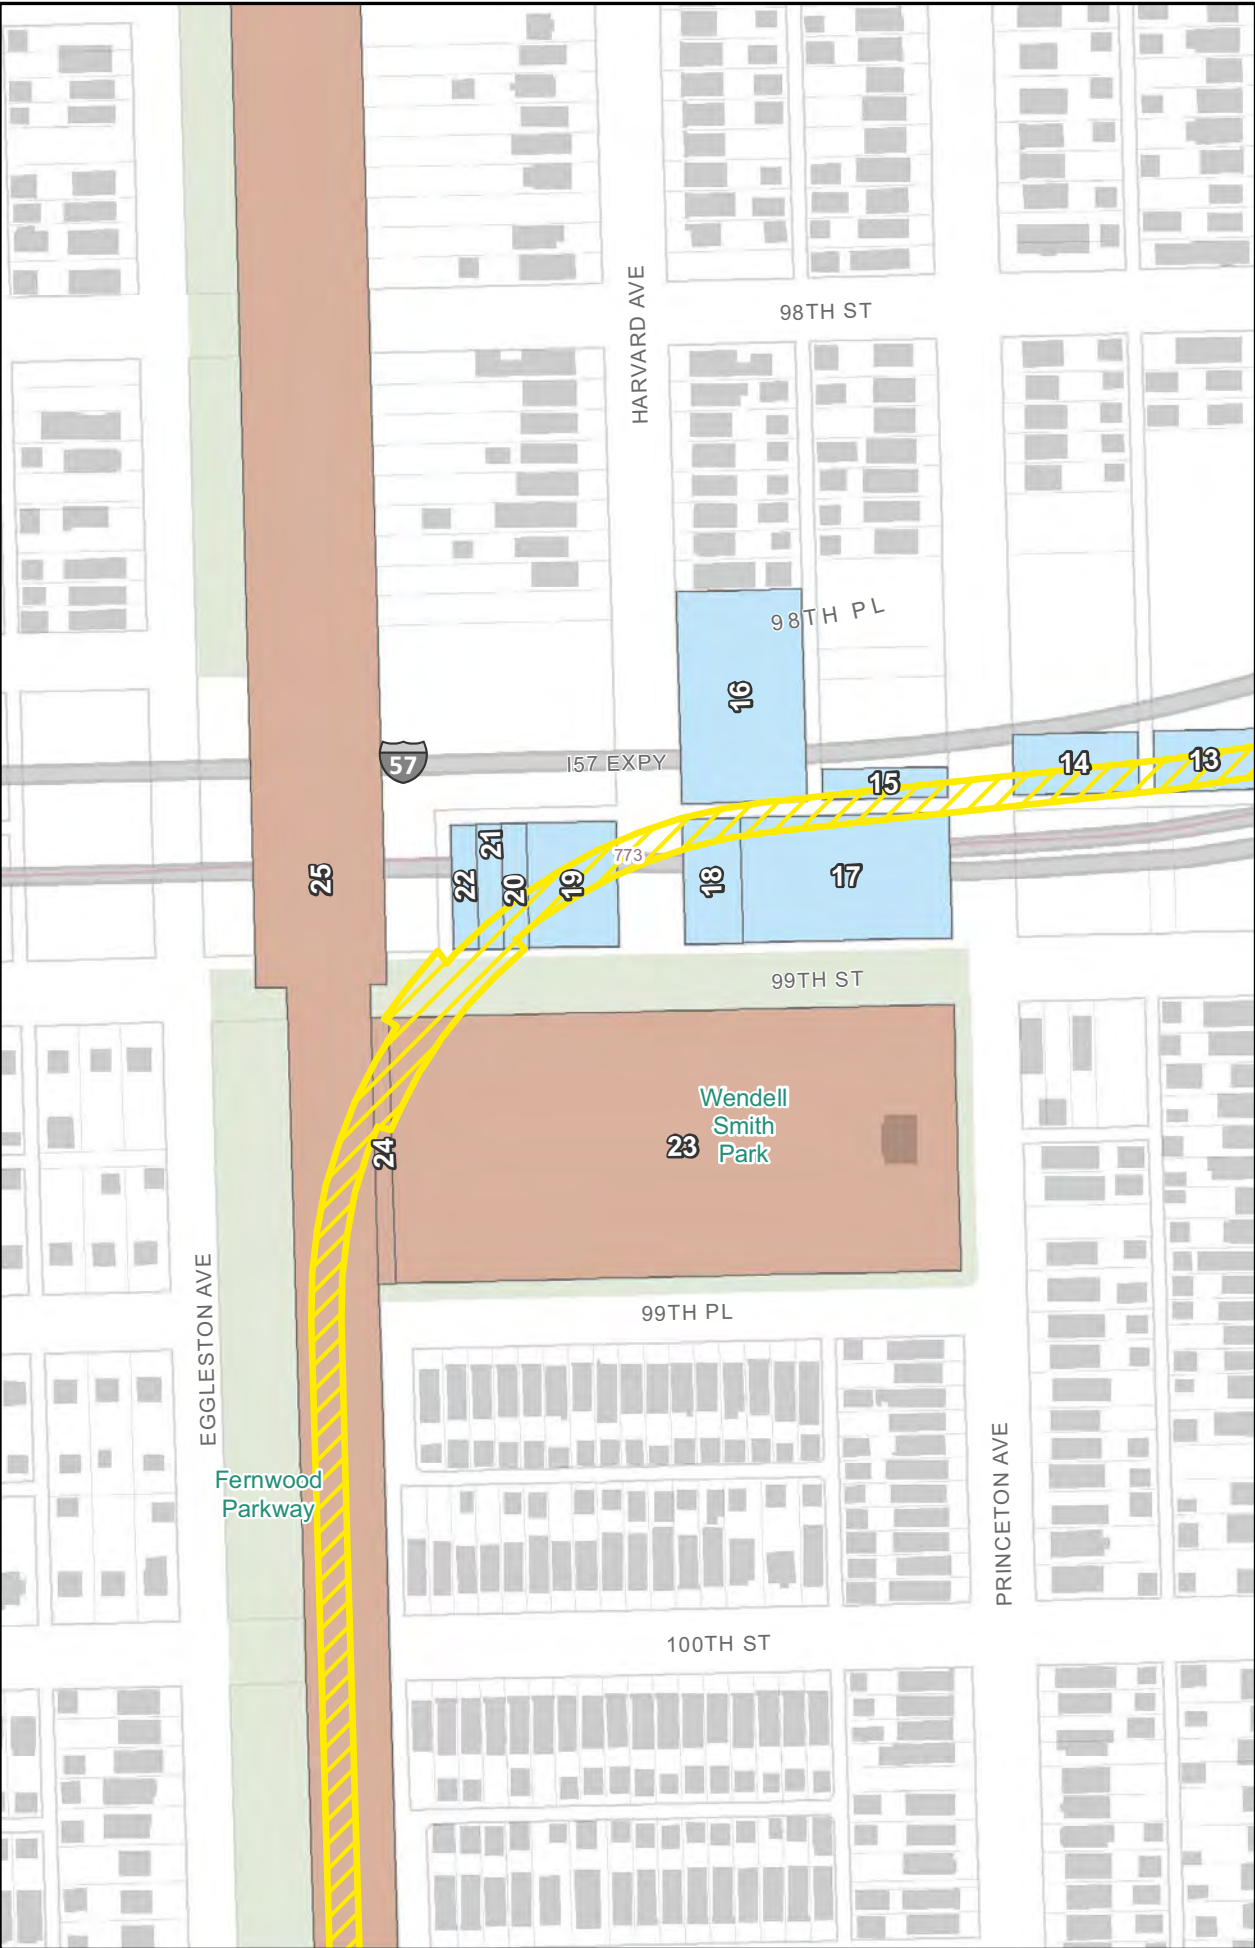 HARVARD AVE
98TH ST
98TH PL
16
57
I57 EXPY
15
14
13
25
22
21
20
19
773
18
17
99TH ST
24
23
Wendell
Smith
Park
EGGLESTON AVE
99TH PL
Fernwood
Parkway
PRINCETON AVE
100TH ST